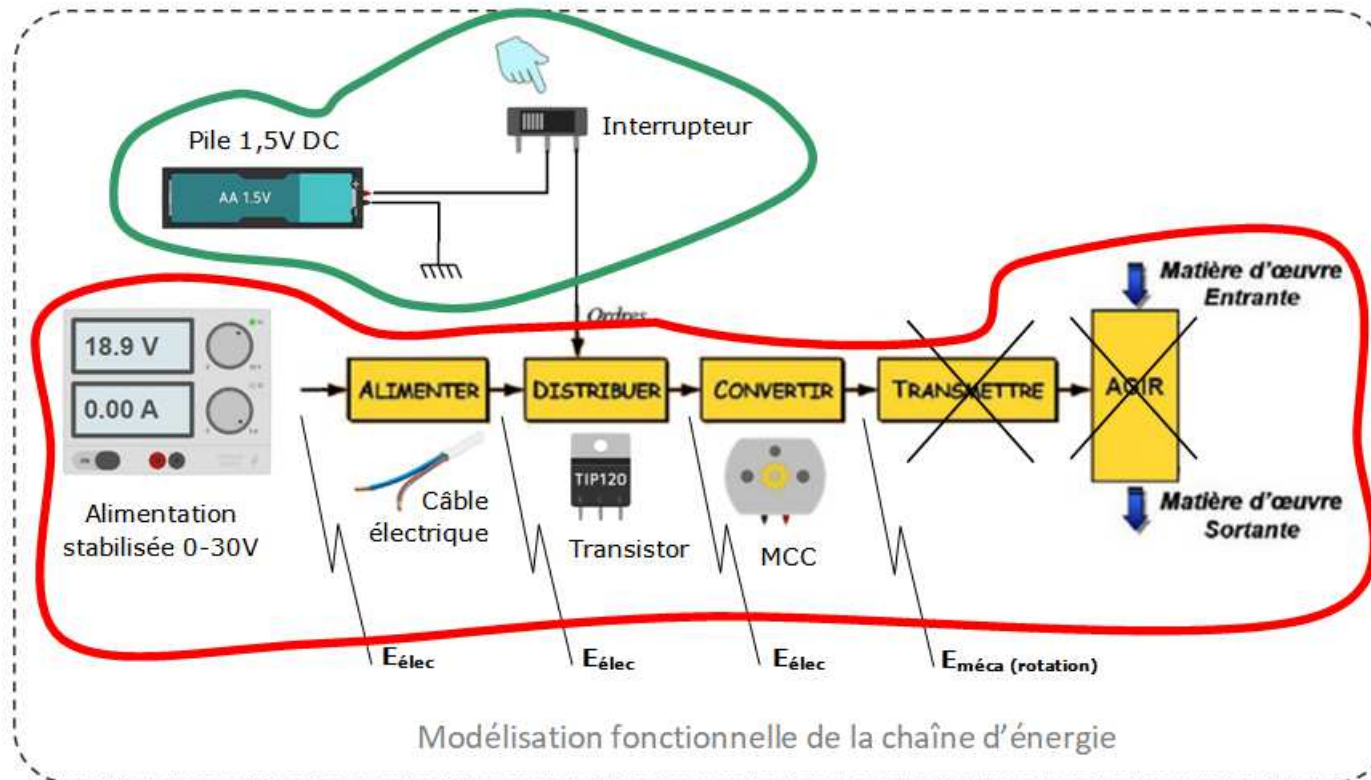 Pile 1,5V DC
AA 1.5V
Interrupteur
Ordres
Matière d'œuvre
Entrante
18.9 V
0.00 A
ALIMENTER
DISTRIBUER
CONVERTIR
TRANSMETTRE
AGIR
Alimentation
stabilisée 0-30V
Câble
électrique
TIP120
Transistor
MCC
Matière d'œuvre
Sortante
Eélec
Eélec
Eélec
Eméca (rotation)
Modélisation fonctionnelle de la chaîne d'énergie